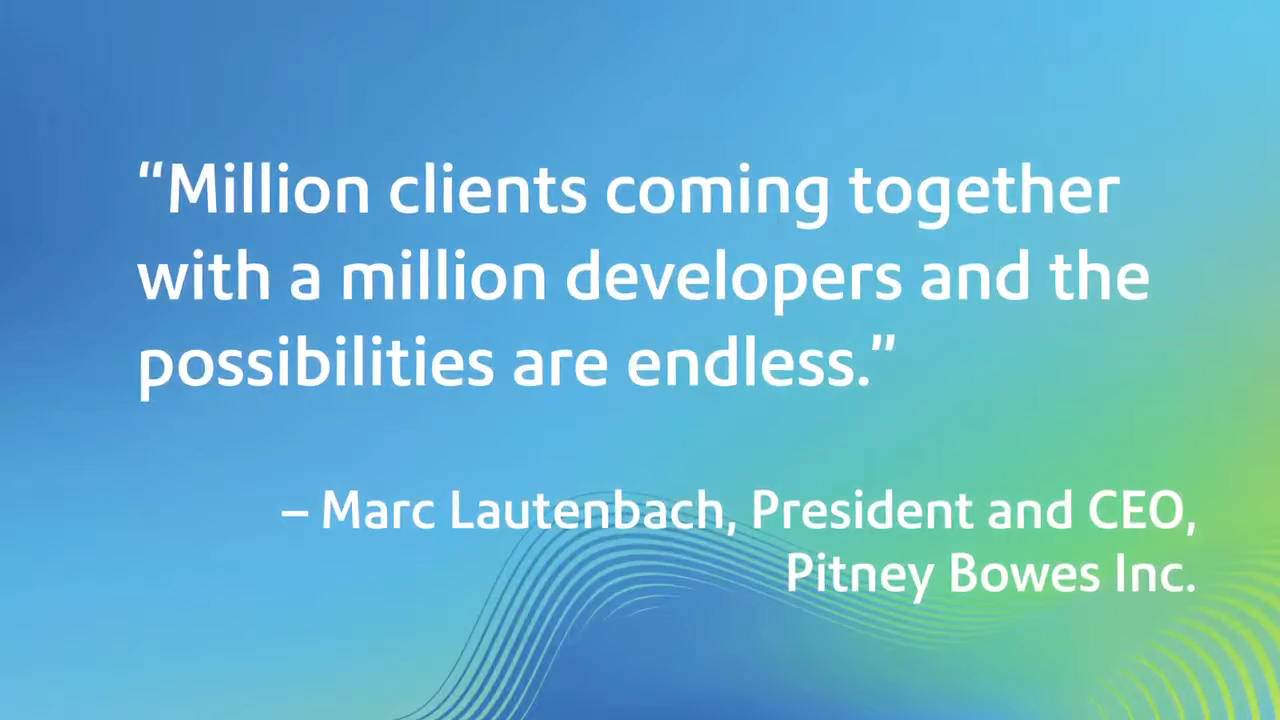 “Million clients coming together
with a million developers and the
possibilities are endless.”
– Marc Lautenbach, President and CEO,
Pitney Bowes Inc.